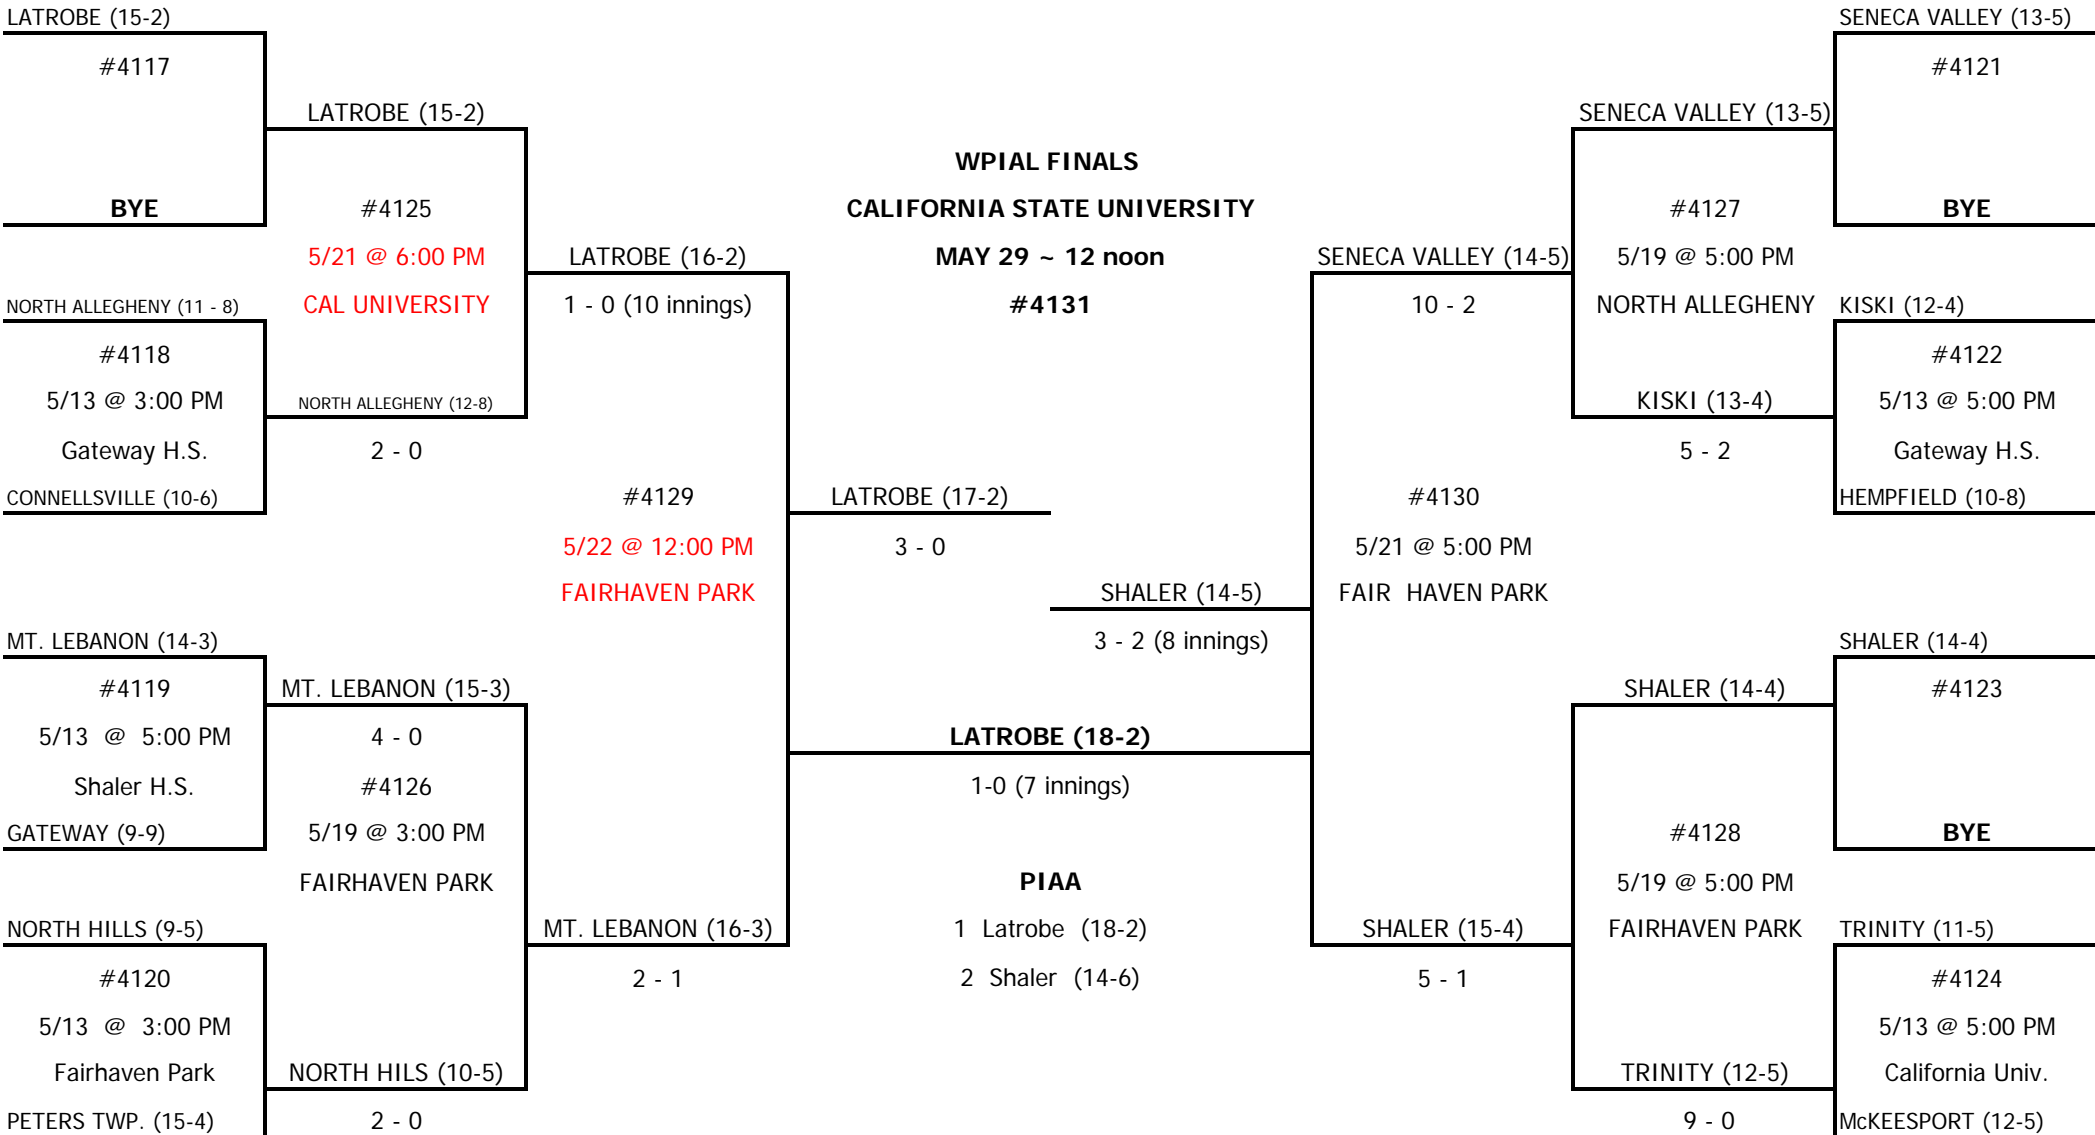 LATROBE (15-2)
#4117
BYE
NORTH ALLEGHENY (11 - 8)
#4118
5/13 @ 3:00 PM
Gateway H.S.
CONNELLSVILLE (10-6)
MT. LEBANON (14-3)
#4119
5/13 @ 5:00 PM
Shaler H.S.
GATEWAY (9-9)
NORTH HILLS (9-5)
#4120
5/13 @ 3:00 PM
Fairhaven Park
PETERS TWP. (15-4)
LATROBE (15-2)
#4125
5/21 @ 6:00 PM
CAL UNIVERSITY
NORTH ALLEGHENY (12-8)
2 - 0
MT. LEBANON (15-3)
4 - 0
#4126
5/19 @ 3:00 PM
FAIRHAVEN PARK
NORTH HILS (10-5)
2 - 0
LATROBE (16-2)
1 - 0 (10 innings)
#4129
5/22 @ 12:00 PM
FAIRHAVEN PARK
MT. LEBANON (16-3)
2 - 1
LATROBE (17-2)
3 - 0
WPIAL FINALS
CALIFORNIA STATE UNIVERSITY
MAY 29 ~ 12 noon
#4131
SHALER (14-5)
3 - 2 (8 innings)
LATROBE (18-2)
1-0 (7 innings)
PIAA
1 Latrobe (18-2)
2 Shaler (14-6)
SENECA VALLEY (14-5)
10 - 2
#4130
5/21 @ 5:00 PM
FAIR HAVEN PARK
SHALER (15-4)
5 - 1
SENECA VALLEY (13-5)
#4127
5/19 @ 5:00 PM
NORTH ALLEGHENY
KISKI (13-4)
5 - 2
SHALER (14-4)
#4128
5/19 @ 5:00 PM
FAIRHAVEN PARK
TRINITY (12-5)
9 - 0
SENECA VALLEY (13-5)
#4121
BYE
KISKI (12-4)
#4122
5/13 @ 5:00 PM
Gateway H.S.
HEMPFIELD (10-8)
SHALER (14-4)
#4123
BYE
TRINITY (11-5)
#4124
5/13 @ 5:00 PM
California Univ.
McKEESPORT (12-5)